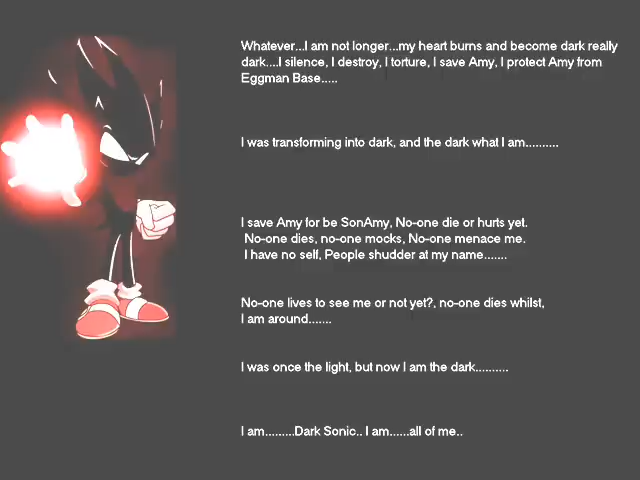 Whatever...I am not longer...my heart burns and become dark really
dark....I silence, I destroy, I torture, I save Amy, I protect Amy from
Eggman Base.....
I was transforming into dark, and the dark what I am..........
I save Amy for be SonAmy, No-one die or hurts yet.
No-one dies, no-one mocks, No-one menace me.
I have no self, People shudder at my name.......
No-one lives to see me or not yet?, no-one dies whilst,
I am around.......
I was once the light, but now I am the dark..........
I am.........Dark Sonic.. I am......all of me..